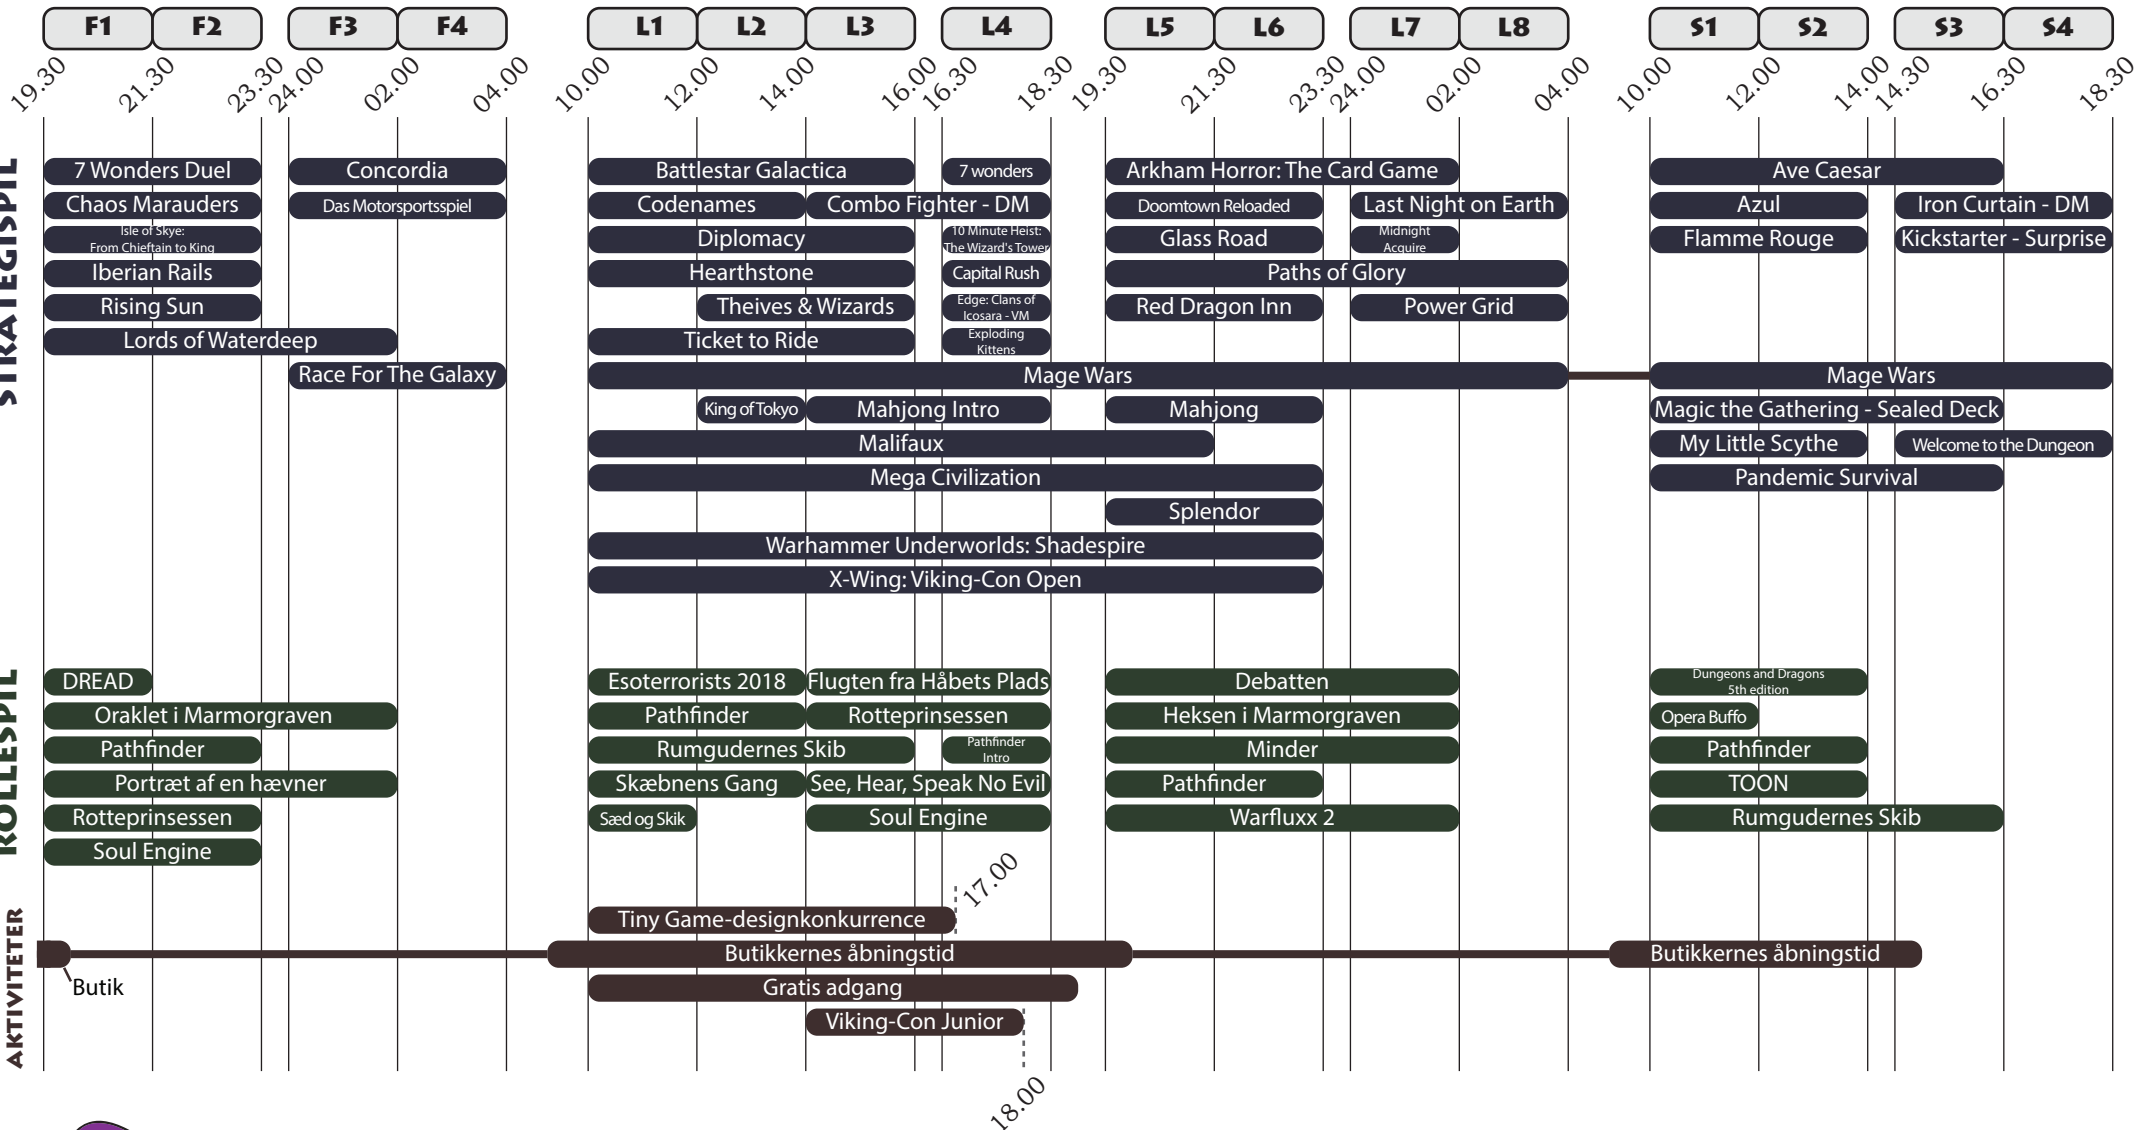 F1 F2 F3 F4 L1 L2 L3 L4 L5 L6 L7 L8 S1 S2 S3 S4
19.30 21.30 23.30 24.00 02.00 04.00 10.00 12.00 14.00 16.00 16.30 18.30 19.30 21.30 23.30 24.00 02.00 04.00 10.00 12.00 14.00 14.30 16.30 18.30
STRATEGISPIL
7 Wonders Duel Concordia Battlestar Galactica 7 wonders Arkham Horror: The Card Game Ave Caesar
Chaos Marauders Das Motorsportsspiel Codenames Combo Fighter - DM Doomtown Reloaded Last Night on Earth Azul Iron Curtain - DM
Isle of Skye:
From Chieftain to King
Diplomacy
10 Minute Heist:
The Wizard's Tower
Glass Road
Midnight
Acquire
Flamme Rouge Kickstarter - Surprise
Iberian Rails Hearthstone Capital Rush Paths of Glory
Rising Sun Theives & Wizards
Edge: Clans of
Icosara - VM
Red Dragon Inn Power Grid
Lords of Waterdeep Ticket to Ride
Exploding
Kittens
Race For The Galaxy Mage Wars Mage Wars
King of Tokyo Mahjong Intro Mahjong Magic the Gathering - Sealed Deck
Malifaux My Little Scythe Welcome to the Dungeon
Mega Civilization Pandemic Survival
Splendor
Warhammer Underworlds: Shadespire
X-Wing: Viking-Con Open
ROLLESPIL
DREAD Esoterrorists 2018 Flugten fra Håbets Plads Debatten
Dungeons and Dragons
5th edition
Oraklet i Marmorgraven Pathfinder Rotteprinsessen Heksen i Marmorgraven Opera Buffo
Pathfinder Rumgudernes Skib
Pathfinder
Intro
Minder Pathfinder
Portræt af en hævner Skæbnens Gang See, Hear, Speak No Evil Pathfinder TOON
Rotteprinsessen Sæd og Skik Soul Engine Warfluxx 2 Rumgudernes Skib
Soul Engine
AKTIVITETER
17.00
Tiny Game-designkonkurrence
Butikkernes åbningstid Butikkernes åbningstid
Butik Gratis adgang
Viking-Con Junior
18.00